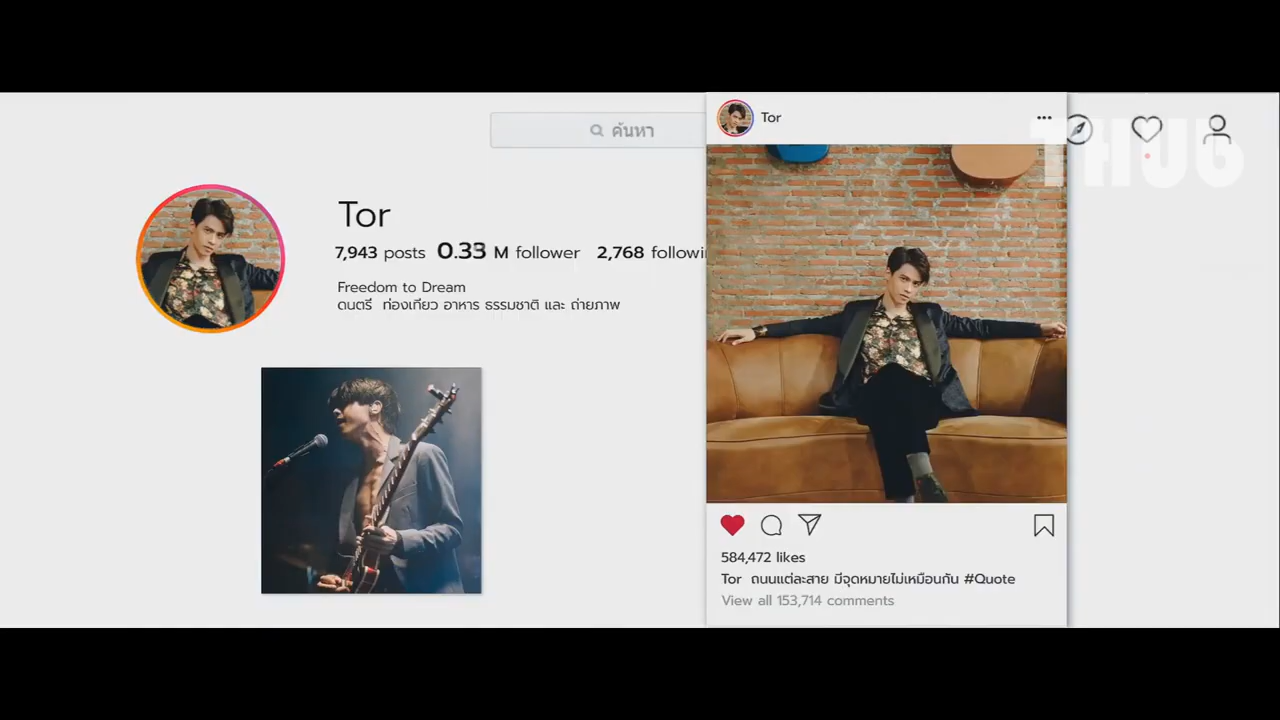 THUG
ค้นหา
Tor
7,943 posts 0.33 M follower 2,768 followi
Freedom to Dream
ดนตรี ท่องเที่ยว อาหาร ธรรมชาติ และ ถ่ายภาพ
Tor
584,472 likes
Tor ถนนแต่ละสาย มีจุดหมายไม่เหมือนกัน #Quote
View all 153,714 comments